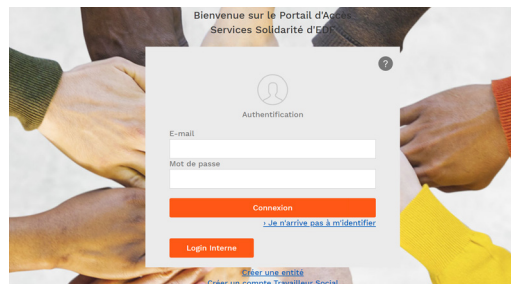 Bienvenue sur le Portail d'Accès
Services Solidarité d'EDF
?
Authentification
E-mail
Mot de passe
Connexion
› Je n'arrive pas à m'identifier
Login Interne
Créer une entité
Créer un compte Travailleur Social